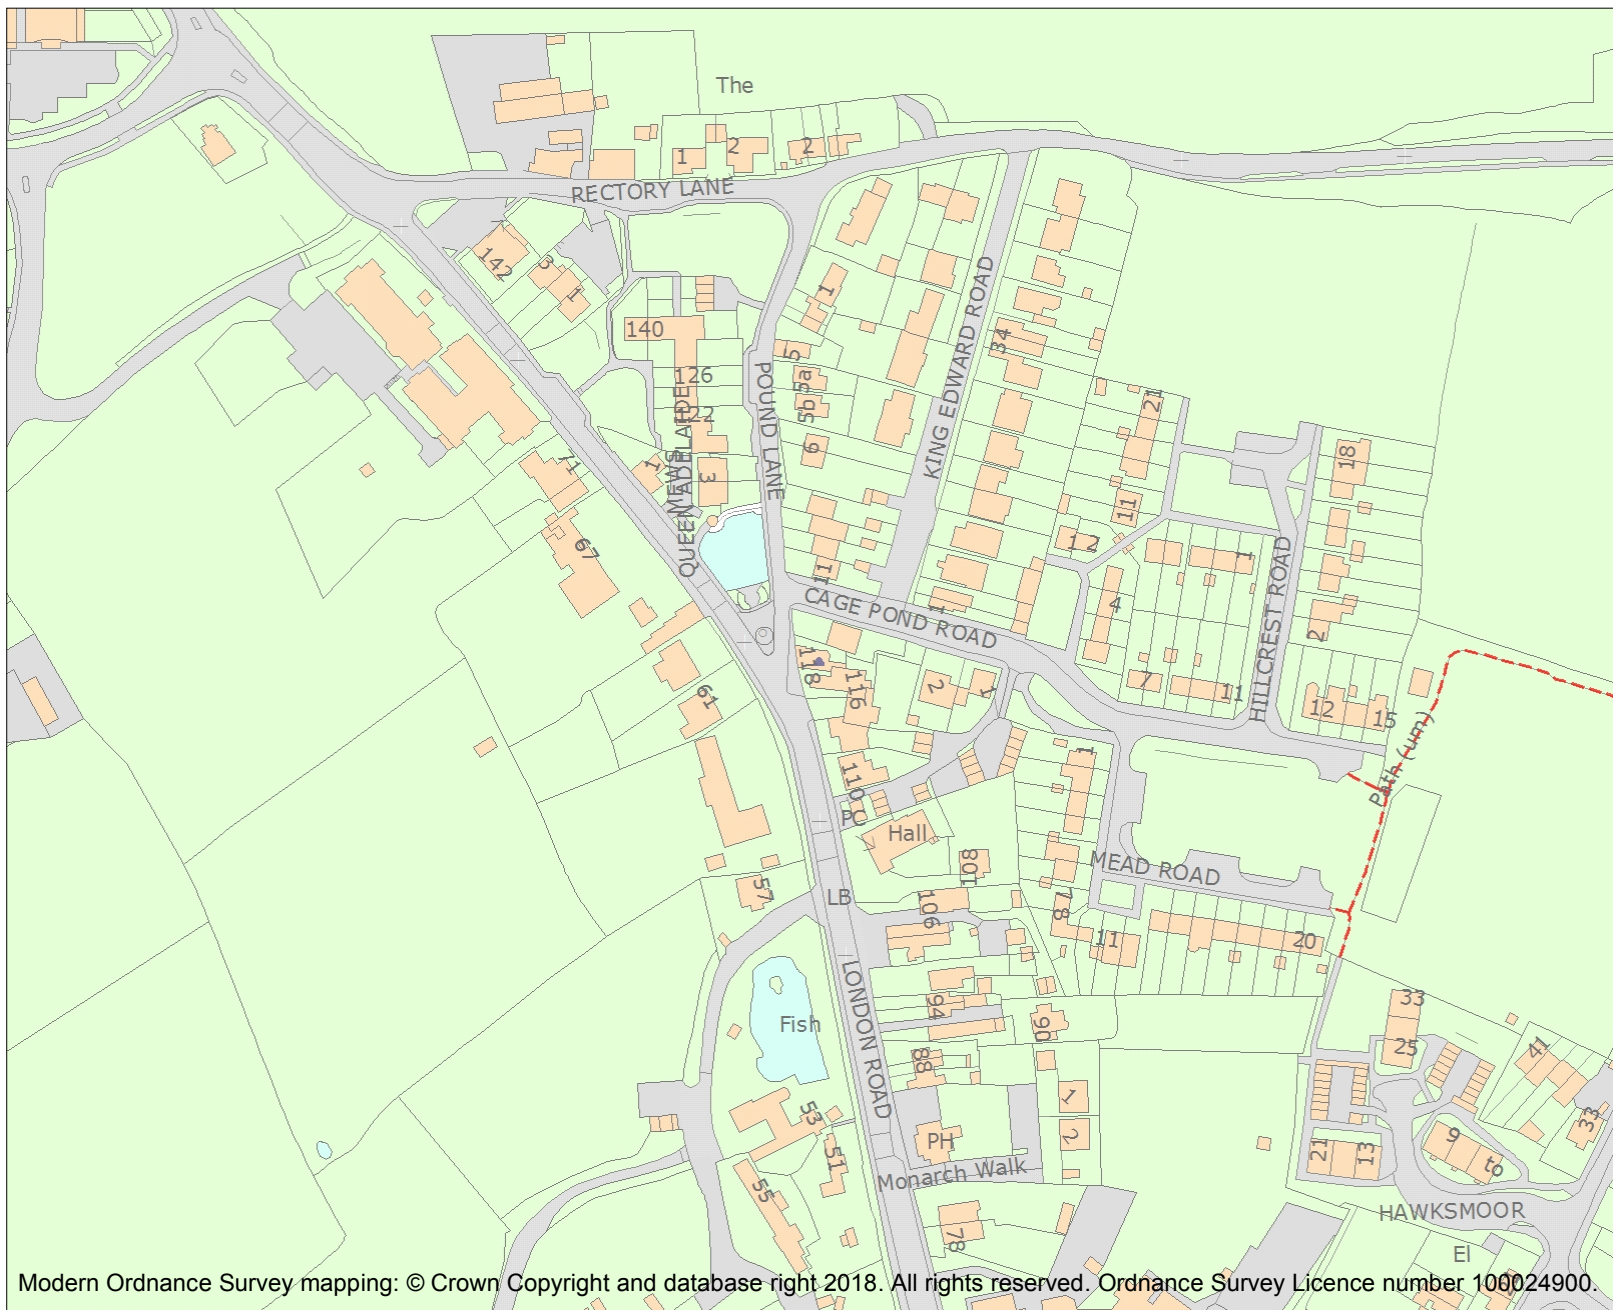 The
1
2
2
RECTORY LANE
142
3
1
1
140
5
34
126
5a
21
122
5b
POUND LANE
KING EDWARD ROAD
6
18
71
1
3
QUEEN ADELAIDE
MEWS
11
67
12
1
11
4
CAGE POND ROAD
1
HILLCREST ROAD
2
118
116
2
1
7
11
61
12
15
Path (um)
1
110
PC
Hall
108
MEAD ROAD
57
LB
106
78
11
20
94
Fish
90
33
LONDON ROAD
25
41
88
1
53
PH
2
51
21
13
9
to
33
Monarch Walk
55
78
HAWKSMOOR
El
Modern Ordnance Survey mapping: © Crown Copyright and database right 2018. All rights reserved. Ordnance Survey Licence number 100024900.